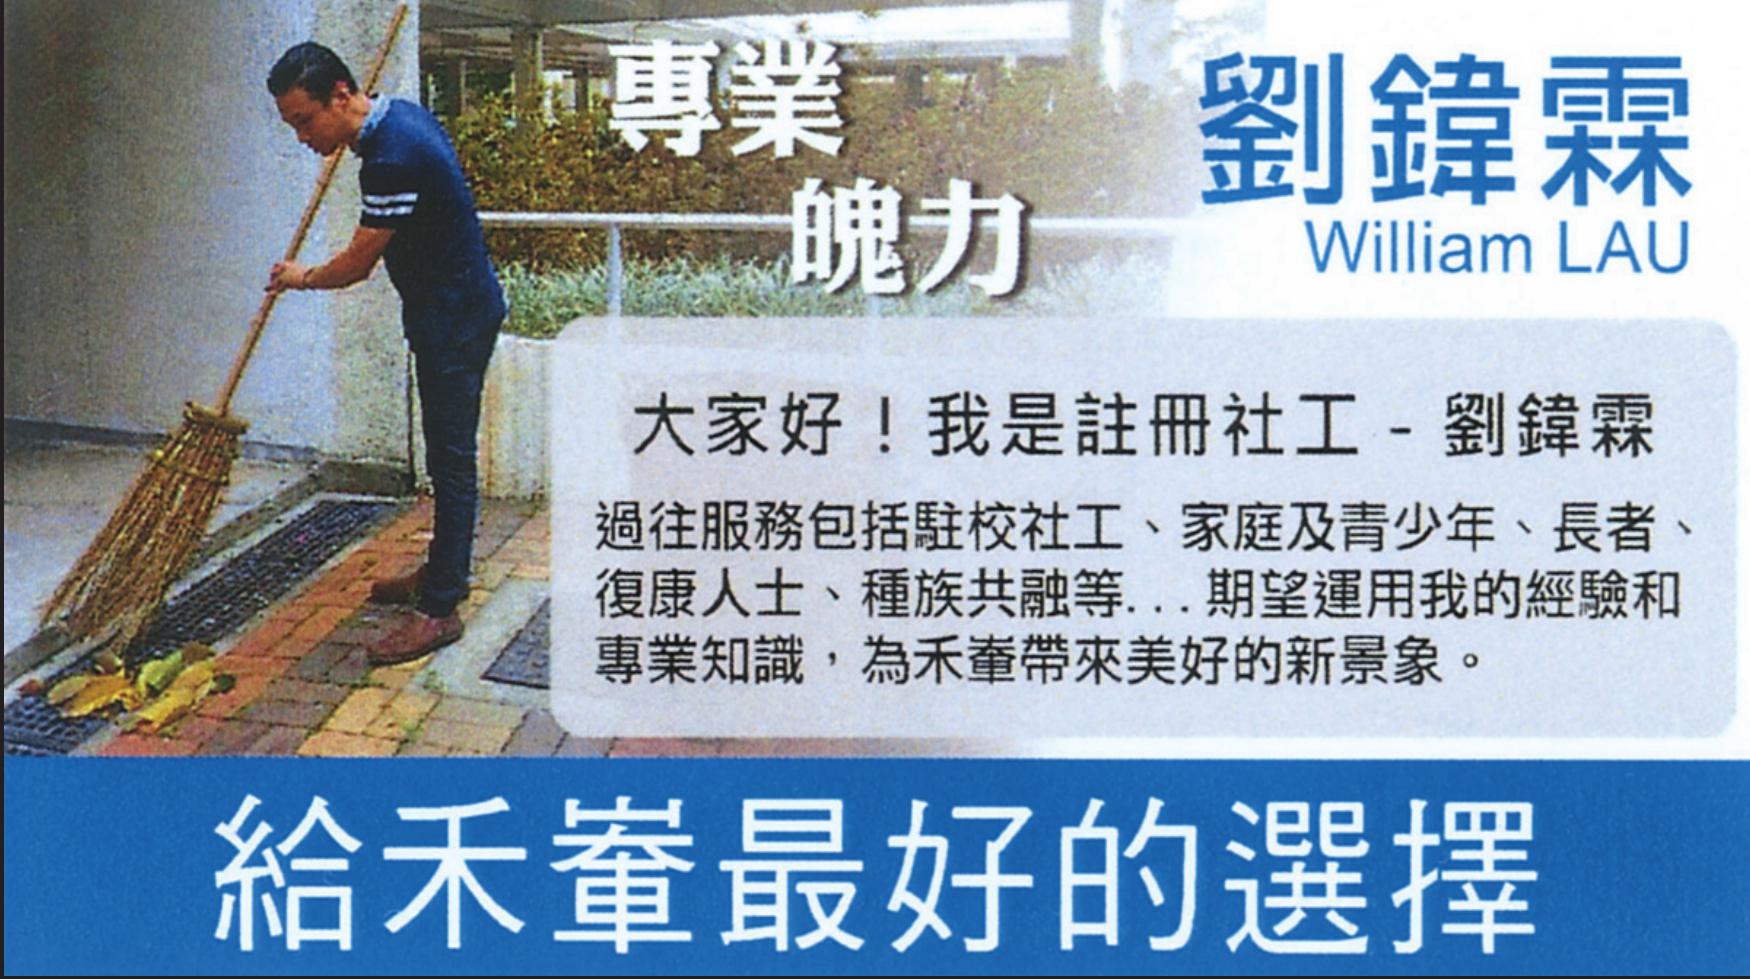 專業
魄力
劉鍏霖
William LAU
大家好！我是註冊社工 - 劉鍏霖
過往服務包括駐校社工、家庭及青少年、長者、
復康人士、種族共融等...期望運用我的經驗和
專業知識，為禾輋帶來美好的新景象。
給禾輋最好的選擇